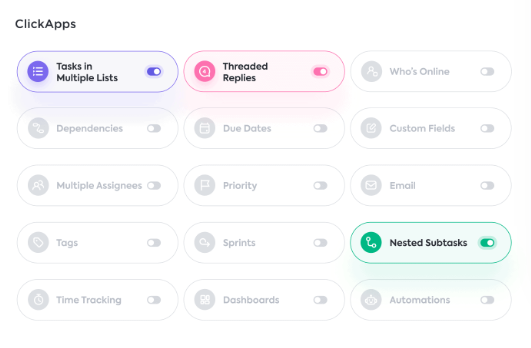 ClickApps
Tasks in
Multiple Lists
Threaded
Replies
Who's Online
Dependencies
Due Dates
Custom Fields
Multiple Assignees
Priority
Email
Tags
Sprints
Nested Subtasks
Time Tracking
Dashboards
Automations